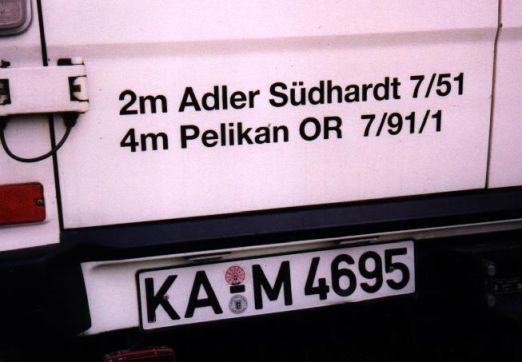 2m Adler Südhardt 7/51
4m Pelikan OR 7/91/1
KA M 4695